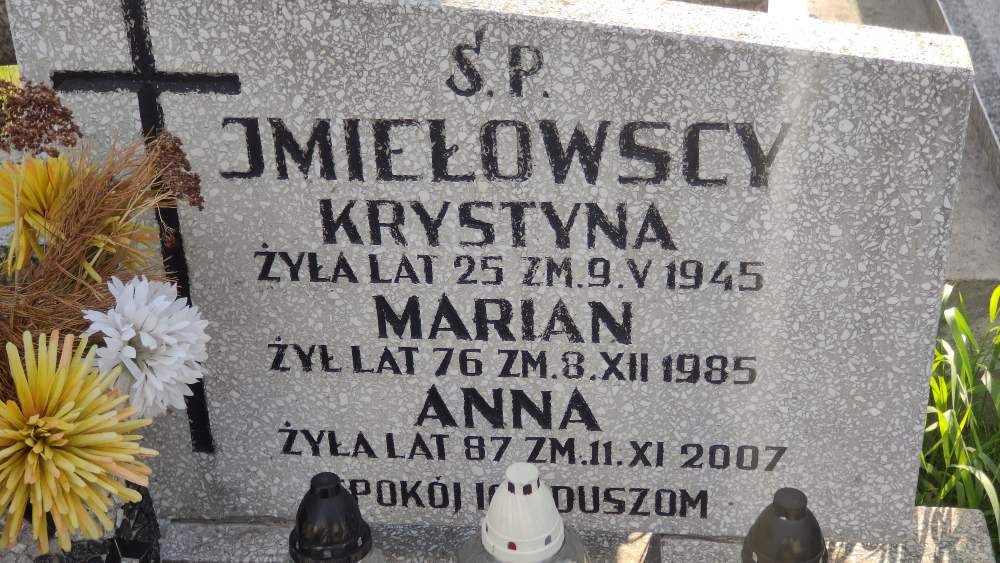 Ś.P.
JMIEŁOWSCY
KRYSTYNA
ŻYŁA LAT 25 ZM.9.V 1945
MARIAN
ŻYŁ LAT 76 ZM.8.XII 1985
ANNA
ŻYŁA LAT 87 ZM.11.XI 2007
SPOKÓJ DUSZOM